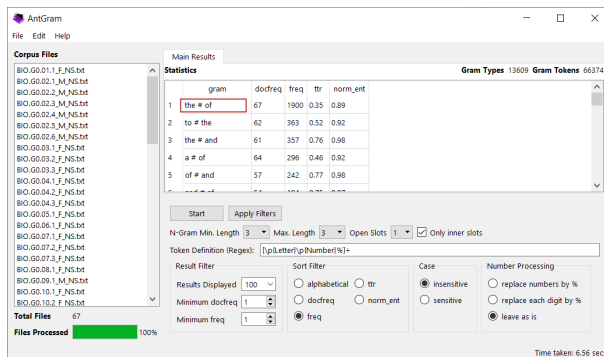 AntGram
File Edit Help
Corpus Files
BIO.G0.01.1_F_NS.txt
BIO.G0.02.1_M_NS.txt
BIO.G0.02.2_M_NS.txt
BIO.G0.02.3_M_NS.txt
BIO.G0.02.4_M_NS.txt
BIO.G0.02.5_M_NS.txt
BIO.G0.02.6_M_NS.txt
BIO.G0.03.1_F_NS.txt
BIO.G0.03.2_F_NS.txt
BIO.G0.03.3_F_NS.txt
BIO.G0.04.1_F_NS.txt
BIO.G0.04.2_F_NS.txt
BIO.G0.04.3_F_NS.txt
BIO.G0.05.1_F_NS.txt
BIO.G0.06.1_F_NS.txt
BIO.G0.07.1_F_NS.txt
BIO.G0.07.2_F_NS.txt
BIO.G0.07.3_F_NS.txt
BIO.G0.08.1_F_NS.txt
BIO.G0.09.1_M_NS.txt
BIO.G0.10.1_F_NS.txt
BIO.G0.10.2_F_NS.txt
Total Files 67
Files Processed 100%
Main Results
Statistics Gram Types 13609 Gram Tokens 66374
gram docfreq freq ttr norm_ent
1 the # of 67 1900 0.35 0.89
2 to # the 62 363 0.52 0.92
3 the # and 61 357 0.76 0.98
4 a # of 64 296 0.46 0.92
5 of # and 57 242 0.77 0.98
Start Apply Filters
N-Gram Min. Length 3 Max. Length 3 Open Slots 1 Only inner slots
Token Definition (Regex): [\p{Letter}\p{Number}%]+
Result Filter
Results Displayed 100
Minimum docfreq 1
Minimum freq 1
Sort Filter
alphabetical ttr
docfreq norm_ent
freq
Case
insensitive
sensitive
Number Processing
replace numbers by %
replace each digit by %
leave as is
Time taken: 6.56 sec